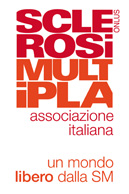 SCLE
ROSi
MULT
iPLA
ONLUS
associazione
italiana
un mondo
libero dalla SM